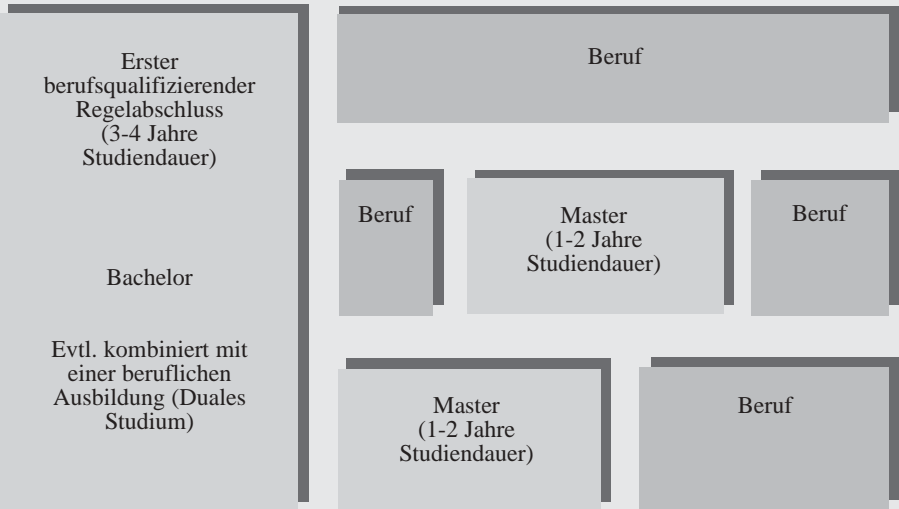 Erster
berufsqualifizierender
Regelabschluss
(3-4 Jahre
Studiendauer)
Bachelor
Evtl. kombiniert mit
einer beruflichen
Ausbildung (Duales
Studium)
Beruf
Beruf
Master
(1-2 Jahre
Studiendauer)
Beruf
Master
(1-2 Jahre
Studiendauer)
Beruf